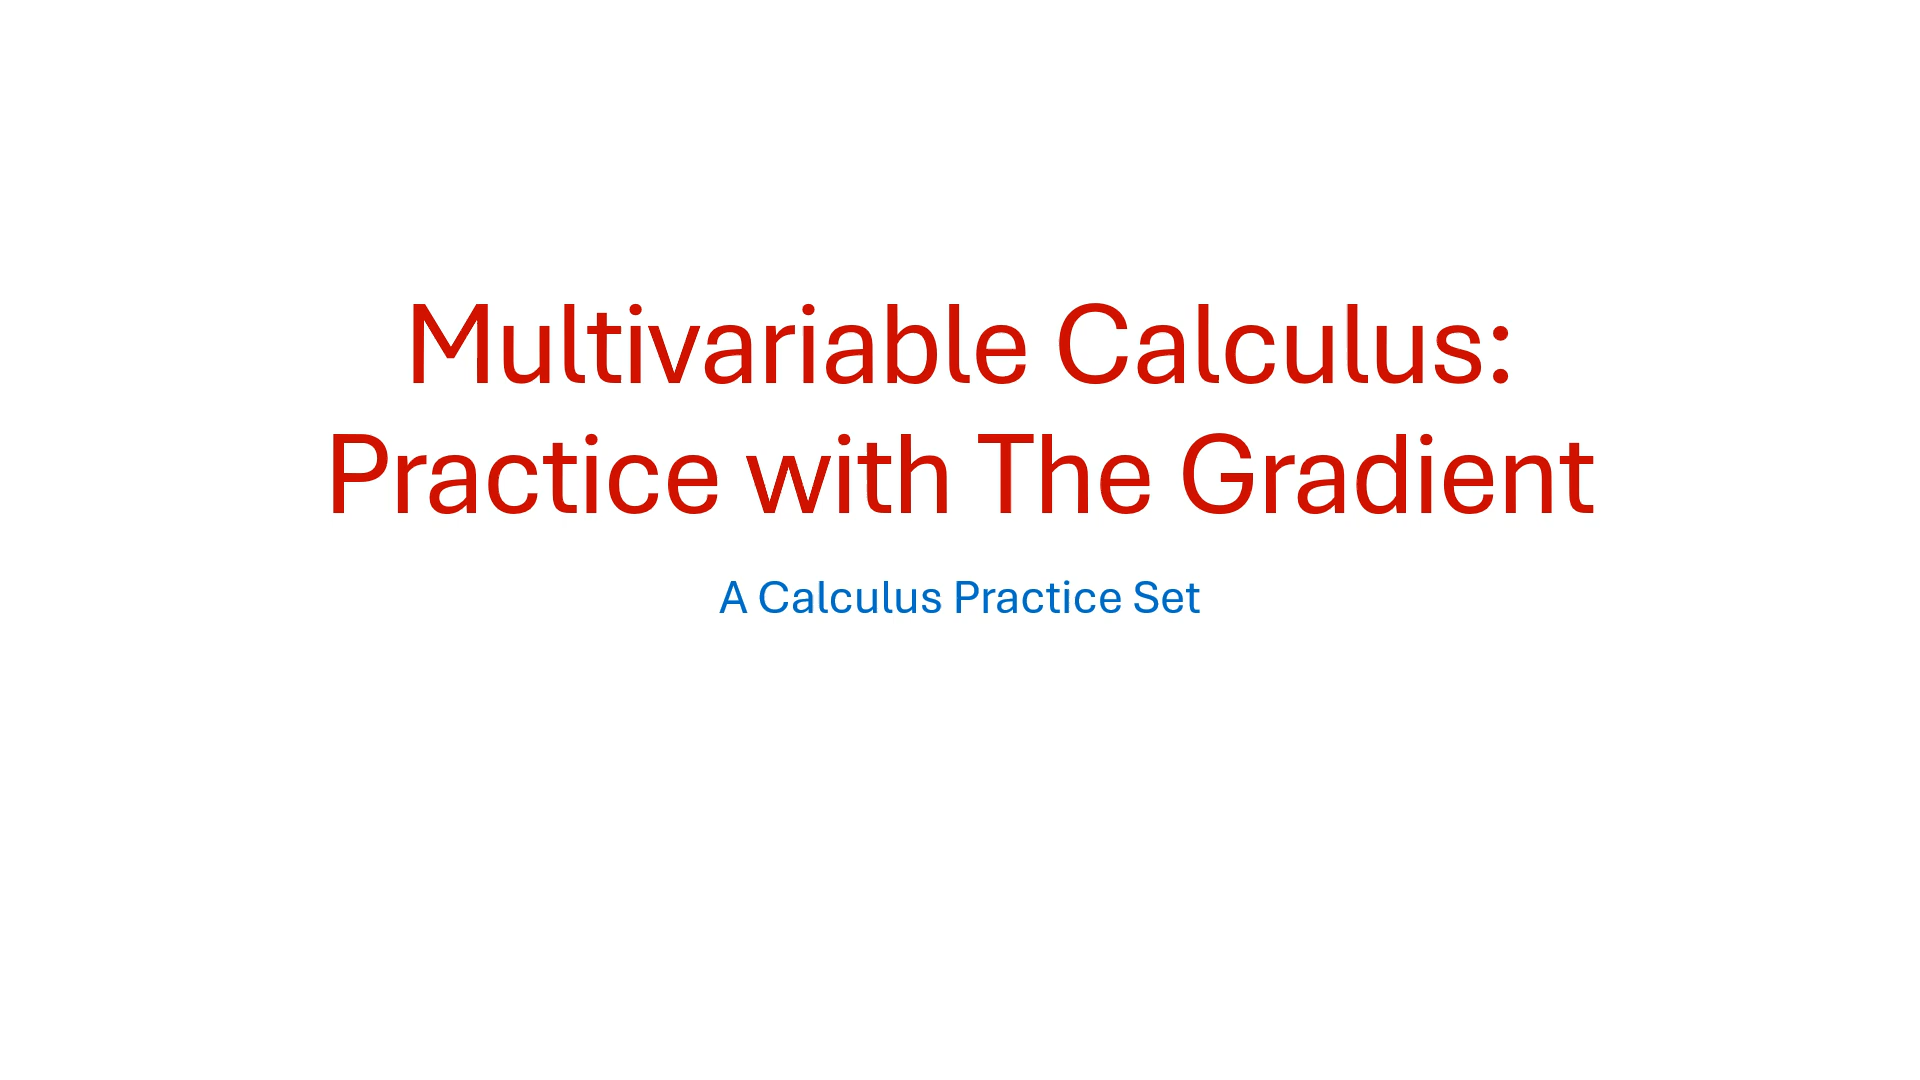 Multivariable Calculus:
Practice with The Gradient
A Calculus Practice Set